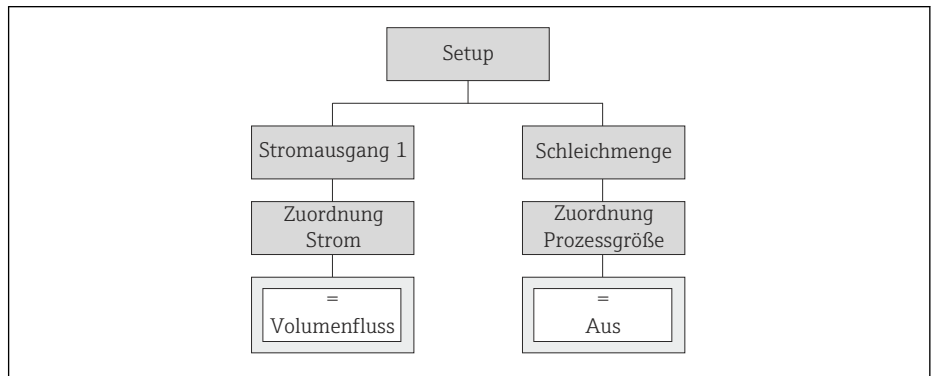 Setup
Stromausgang 1
Schleichmenge
Zuordnung
Strom
Zuordnung
Prozessgröße
=
Volumenfluss
=
Aus